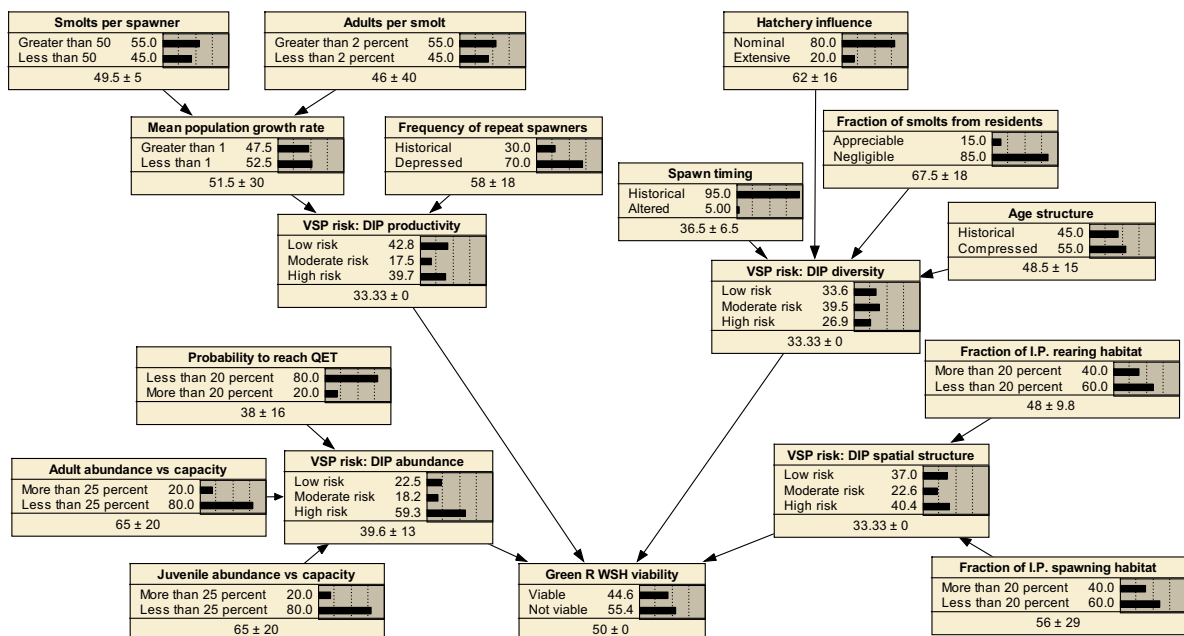 Smolts per spawner
Greater than 50 55.0
Less than 50 45.0
49.5 ± 5
Adults per smolt
Greater than 2 percent 55.0
Less than 2 percent 45.0
46 ± 40
Hatchery influence
Nominal 80.0
Extensive 20.0
62 ± 16
Mean population growth rate
Greater than 1 47.5
Less than 1 52.5
51.5 ± 30
Frequency of repeat spawners
Historical 30.0
Depressed 70.0
58 ± 18
Fraction of smolts from residents
Appreciable 15.0
Negligible 85.0
67.5 ± 18
Spawn timing
Historical 95.0
Altered 5.00
36.5 ± 6.5
Age structure
Historical 45.0
Compressed 55.0
48.5 ± 15
VSP risk: DIP productivity
Low risk 42.8
Moderate risk 17.5
High risk 39.7
33.33 ± 0
VSP risk: DIP diversity
Low risk 33.6
Moderate risk 39.5
High risk 26.9
33.33 ± 0
Probability to reach QET
Less than 20 percent 80.0
More than 20 percent 20.0
38 ± 16
Fraction of I.P. rearing habitat
More than 20 percent 40.0
Less than 20 percent 60.0
48 ± 9.8
Adult abundance vs capacity
More than 25 percent 20.0
Less than 25 percent 80.0
65 ± 20
VSP risk: DIP abundance
Low risk 22.5
Moderate risk 18.2
High risk 59.3
39.6 ± 13
VSP risk: DIP spatial structure
Low risk 37.0
Moderate risk 22.6
High risk 40.4
33.33 ± 0
Juvenile abundance vs capacity
More than 25 percent 20.0
Less than 25 percent 80.0
65 ± 20
Green R WSH viability
Viable 44.6
Not viable 55.4
50 ± 0
Fraction of I.P. spawning habitat
More than 20 percent 40.0
Less than 20 percent 60.0
56 ± 29